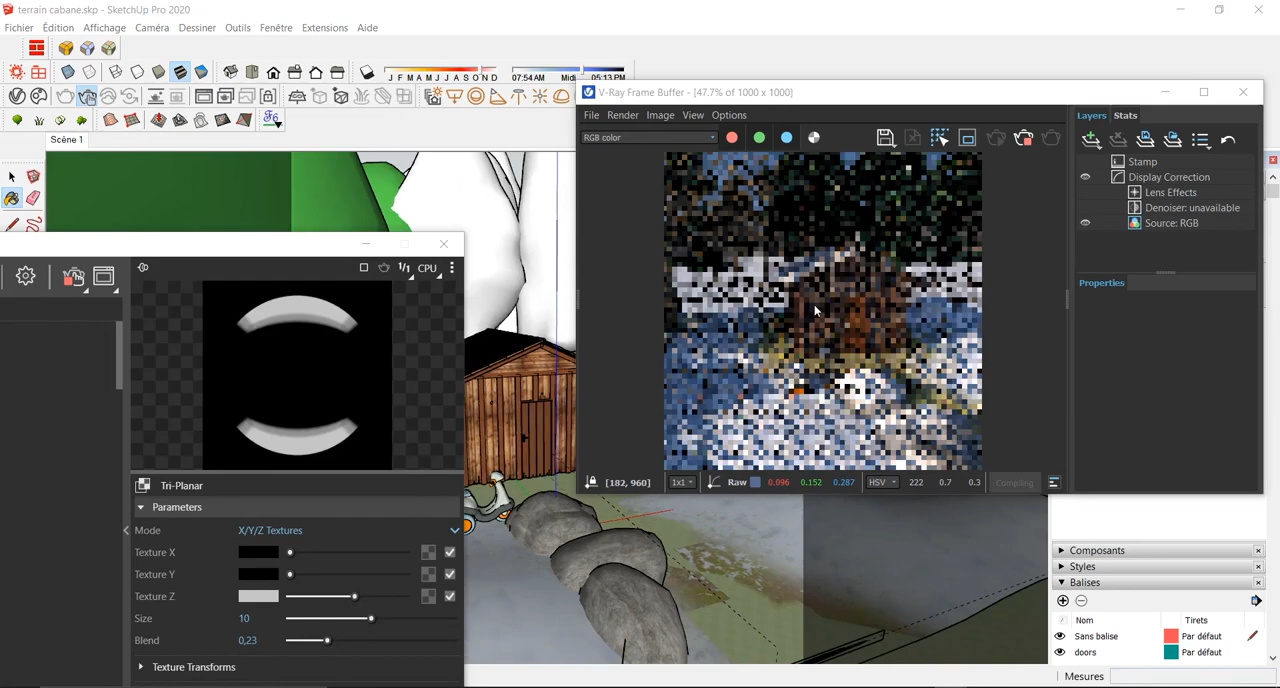 terrain cabane.skp - SketchUp Pro 2020
Fichier Édition Affichage Caméra Dessiner Outils Fenêtre Extensions Aide
J F M A M J J A S O N D 07:54 AM Midi 05:13 PM
Scène 1
V-Ray Frame Buffer - [47.7% of 1000 x 1000]
File Render Image View Options
RGB color
Layers Stats
Stamp
Display Correction
Lens Effects
Denoiser: unavailable
Source: RGB
Properties
[182, 960] 1x1 Raw 0.096 0.152 0.287 HSV 222 0.7 0.3 Compiling
1/1 CPU
Tri-Planar
Parameters
Mode X/Y/Z Textures
Texture X
Texture Y
Texture Z
Size 10
Blend 0,23
Texture Transforms
Composants
Styles
Balises
Nom Tirets
Sans balise Par défaut
doors Par défaut
Mesures